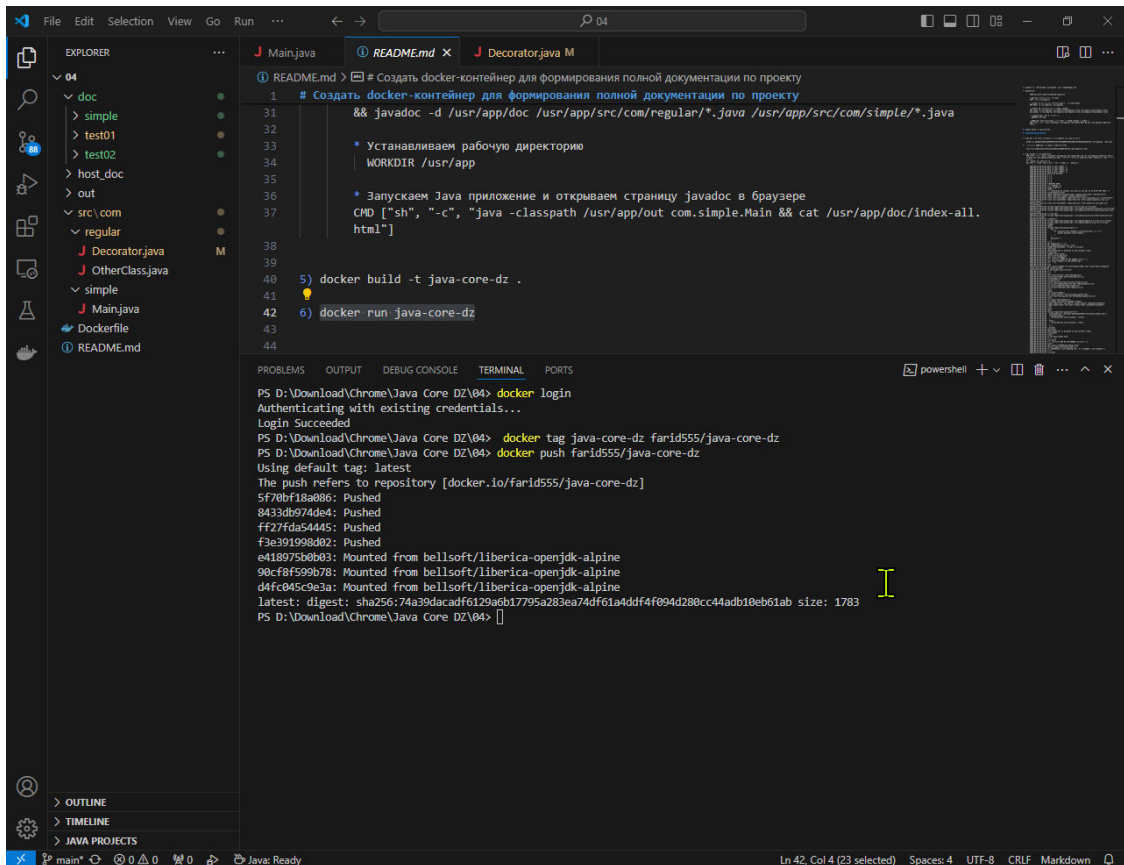 File Edit Selection View Go Run ··· ← → 04
EXPLORER ···
04
doc
simple
test01
test02
host_doc
out
src\com
regular
Decorator.java M
OtherClass.java
simple
Main.java
Dockerfile
README.md
OUTLINE
TIMELINE
JAVA PROJECTS
88
Main.java README.md Decorator.java M
README.md > # Создать docker-контейнер для формирования полной документации по проекту
1 # Создать docker-контейнер для формирования полной документации по проекту
31 && javadoc -d /usr/app/doc /usr/app/src/com/regular/*.java /usr/app/src/com/simple/*.java
32
33 * Устанавливаем рабочую директорию
34 WORKDIR /usr/app
35
36 * Запускаем Java приложение и открываем страницу javadoc в браузере
37 CMD ["sh", "-c", "java -classpath /usr/app/out com.simple.Main && cat /usr/app/doc/index-all.
html"]
38
39
40 5) docker build -t java-core-dz .
41
42 6) docker run java-core-dz
43
44
PROBLEMS OUTPUT DEBUG CONSOLE TERMINAL PORTS powershell
PS D:\Download\Chrome\Java Core DZ\04> docker login
Authenticating with existing credentials...
Login Succeeded
PS D:\Download\Chrome\Java Core DZ\04> docker tag java-core-dz farid555/java-core-dz
PS D:\Download\Chrome\Java Core DZ\04> docker push farid555/java-core-dz
Using default tag: latest
The push refers to repository [docker.io/farid555/java-core-dz]
5f70bf18a086: Pushed
8433db974de4: Pushed
ff27fda54445: Pushed
f3e391998d02: Pushed
e418975b0b03: Mounted from bellsoft/liberica-openjdk-alpine
90cf8f599b78: Mounted from bellsoft/liberica-openjdk-alpine
d4fc045c9e3a: Mounted from bellsoft/liberica-openjdk-alpine
latest: digest: sha256:74a39dacadf6129a6b17795a283ea74df61a4ddf4f094d280cc44adb10eb61ab size: 1783
PS D:\Download\Chrome\Java Core DZ\04>
main* 0 0 0 Java: Ready Ln 42, Col 4 (23 selected) Spaces: 4 UTF-8 CRLF Markdown